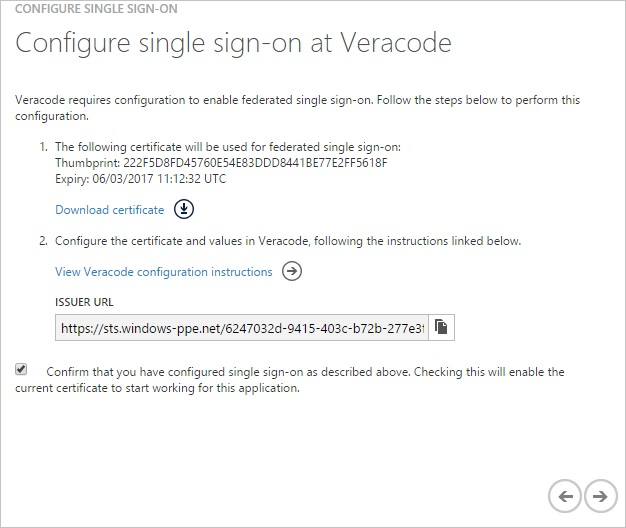 CONFIGURE SINGLE SIGN-ON
Configure single sign-on at Veracode
Veracode requires configuration to enable federated single sign-on. Follow the steps below to perform this
configuration.
1. The following certificate will be used for federated single sign-on:
Thumbprint: 222F5D8FD45760E54E83DDD8441BE77E2FF5618F
Expiry: 06/03/2017 11:12:32 UTC
Download certificate
2. Configure the certificate and values in Veracode, following the instructions linked below.
View Veracode configuration instructions
ISSUER URL
https://sts.windows-ppe.net/6247032d-9415-403c-b72b-277e3f
Confirm that you have configured single sign-on as described above. Checking this will enable the
current certificate to start working for this application.